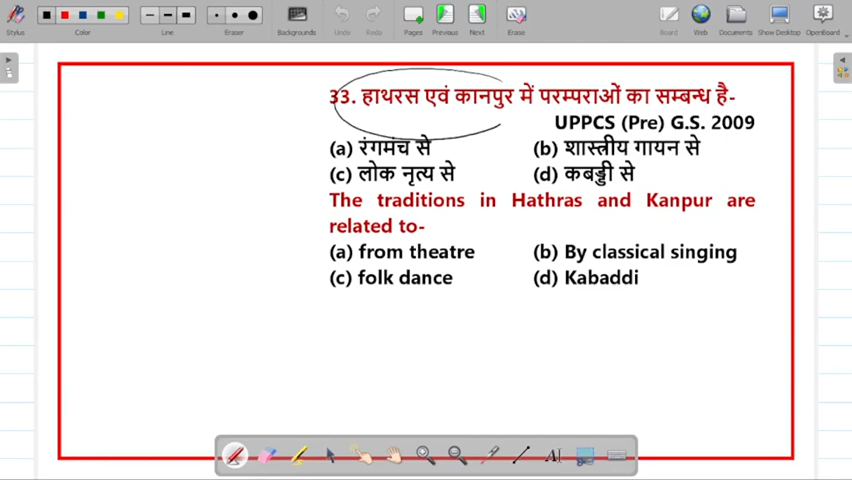 Stylus Color Line Eraser Backgrounds Undo Redo Pages Previous Next Erase Board Web Documents Show Desktop OpenBoard
33. हाथरस एवं कानपुर में परम्पराओं का सम्बन्ध है-
UPPCS (Pre) G.S. 2009
(a) रंगमंच से (b) शास्त्रीय गायन से
(c) लोक नृत्य से (d) कबड्डी से
The traditions in Hathras and Kanpur are
related to-
(a) from theatre (b) By classical singing
(c) folk dance (d) Kabaddi